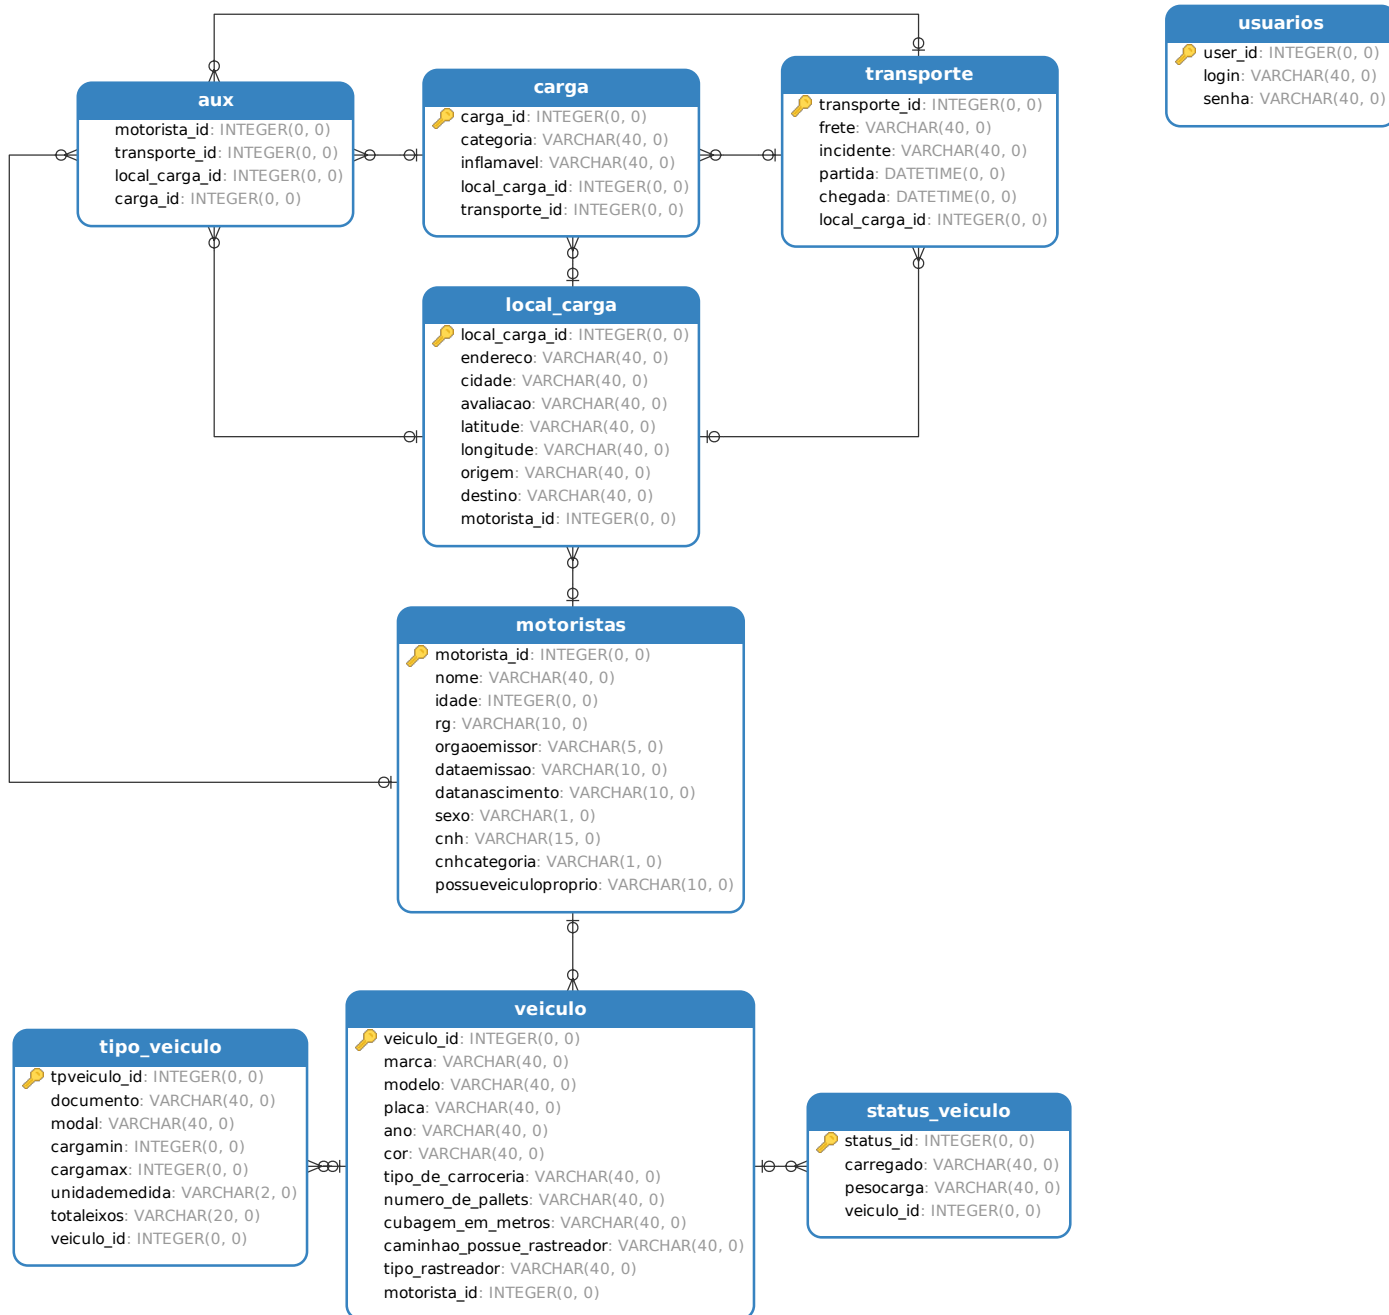 aux
motorista_id: INTEGER(0, 0)
transporte_id: INTEGER(0, 0)
local_carga_id: INTEGER(0, 0)
carga_id: INTEGER(0, 0)
carga
carga_id: INTEGER(0, 0)
categoria: VARCHAR(40, 0)
inflamavel: VARCHAR(40, 0)
local_carga_id: INTEGER(0, 0)
transporte_id: INTEGER(0, 0)
transporte
transporte_id: INTEGER(0, 0)
frete: VARCHAR(40, 0)
incidente: VARCHAR(40, 0)
partida: DATETIME(0, 0)
chegada: DATETIME(0, 0)
local_carga_id: INTEGER(0, 0)
usuarios
user_id: INTEGER(0, 0)
login: VARCHAR(40, 0)
senha: VARCHAR(40, 0)
local_carga
local_carga_id: INTEGER(0, 0)
endereco: VARCHAR(40, 0)
cidade: VARCHAR(40, 0)
avaliacao: VARCHAR(40, 0)
latitude: VARCHAR(40, 0)
longitude: VARCHAR(40, 0)
origem: VARCHAR(40, 0)
destino: VARCHAR(40, 0)
motorista_id: INTEGER(0, 0)
motoristas
motorista_id: INTEGER(0, 0)
nome: VARCHAR(40, 0)
idade: INTEGER(0, 0)
rg: VARCHAR(10, 0)
orgaoemissor: VARCHAR(5, 0)
dataemissao: VARCHAR(10, 0)
datanascimento: VARCHAR(10, 0)
sexo: VARCHAR(1, 0)
cnh: VARCHAR(15, 0)
cnhcategoria: VARCHAR(1, 0)
possueveiculoproprio: VARCHAR(10, 0)
tipo_veiculo
tpveiculo_id: INTEGER(0, 0)
documento: VARCHAR(40, 0)
modal: VARCHAR(40, 0)
cargamin: INTEGER(0, 0)
cargamax: INTEGER(0, 0)
unidademedida: VARCHAR(2, 0)
totaleixos: VARCHAR(20, 0)
veiculo_id: INTEGER(0, 0)
veiculo
veiculo_id: INTEGER(0, 0)
marca: VARCHAR(40, 0)
modelo: VARCHAR(40, 0)
placa: VARCHAR(40, 0)
ano: VARCHAR(40, 0)
cor: VARCHAR(40, 0)
tipo_de_carroceria: VARCHAR(40, 0)
numero_de_pallets: VARCHAR(40, 0)
cubagem_em_metros: VARCHAR(40, 0)
caminhao_possue_rastreador: VARCHAR(40, 0)
tipo_rastreador: VARCHAR(40, 0)
motorista_id: INTEGER(0, 0)
status_veiculo
status_id: INTEGER(0, 0)
carregado: VARCHAR(40, 0)
pesocarga: VARCHAR(40, 0)
veiculo_id: INTEGER(0, 0)